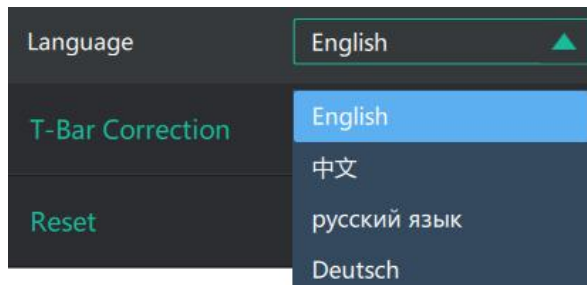 Language English
English
T-Bar Correction
中文
Reset
русский язык
Deutsch